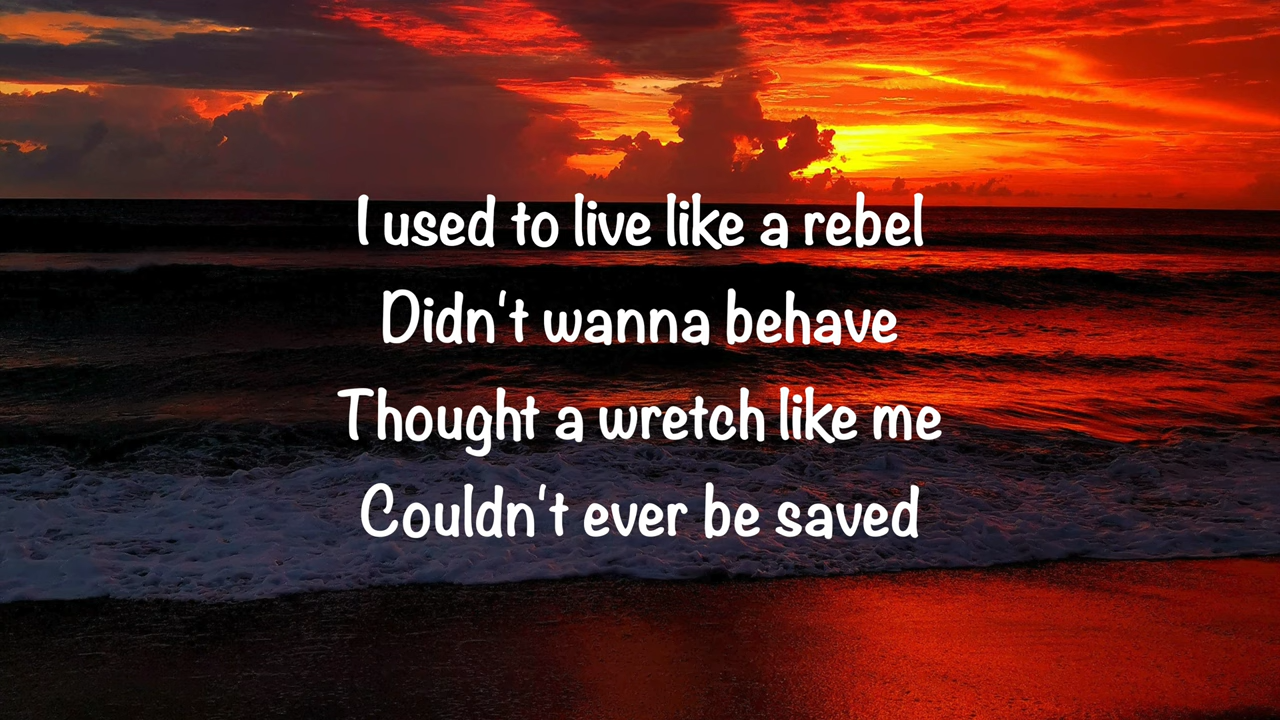 I used to live like a rebel
Didn't wanna behave
Thought a wretch like me
Couldn't ever be saved